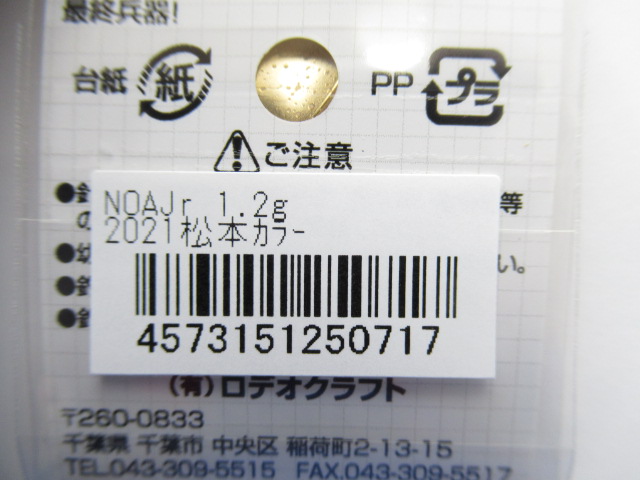 最終兵器!
台紙 紙 PP プラ
ご注意
NOAJr 1.2g
等
2021松本カラー
の
い。
4573151250717
(有)ロデオクラフト
〒260-0833
千葉県 千葉市 中央区 稲荷町2-13-15
TEL.043-309-5515 FAX.043-309-5517